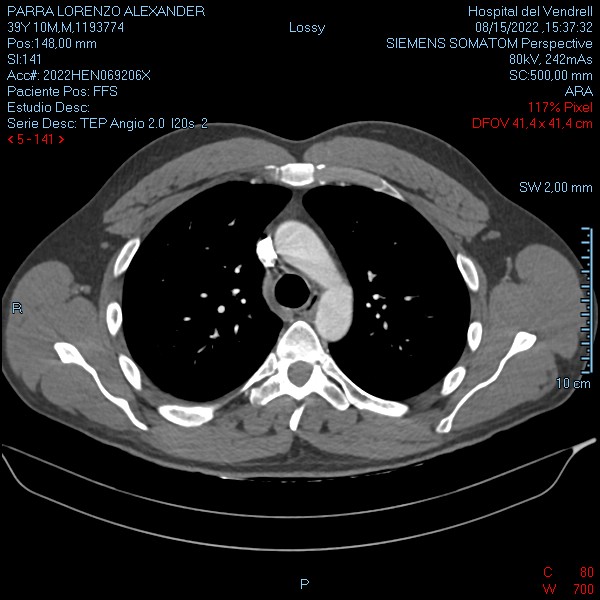 PARRA LORENZO ALEXANDER
39Y 10M,M,1193774
Pos:148,00 mm
SI:141
Acc#: 2022HEN069206X
Paciente Pos: FFS
Estudio Desc:
Serie Desc: TEP Angio 2.0 I20s 2
< 5 - 141 >
Lossy
Hospital del Vendrell
08/15/2022 ,15:37:32
SIEMENS SOMATOM Perspective
80kV, 242mAs
SC:500,00 mm
ARA
117% Pixel
DFOV 41,4 x 41,4 cm
SW 2,00 mm
R
10 cm
P
C 80
W 700